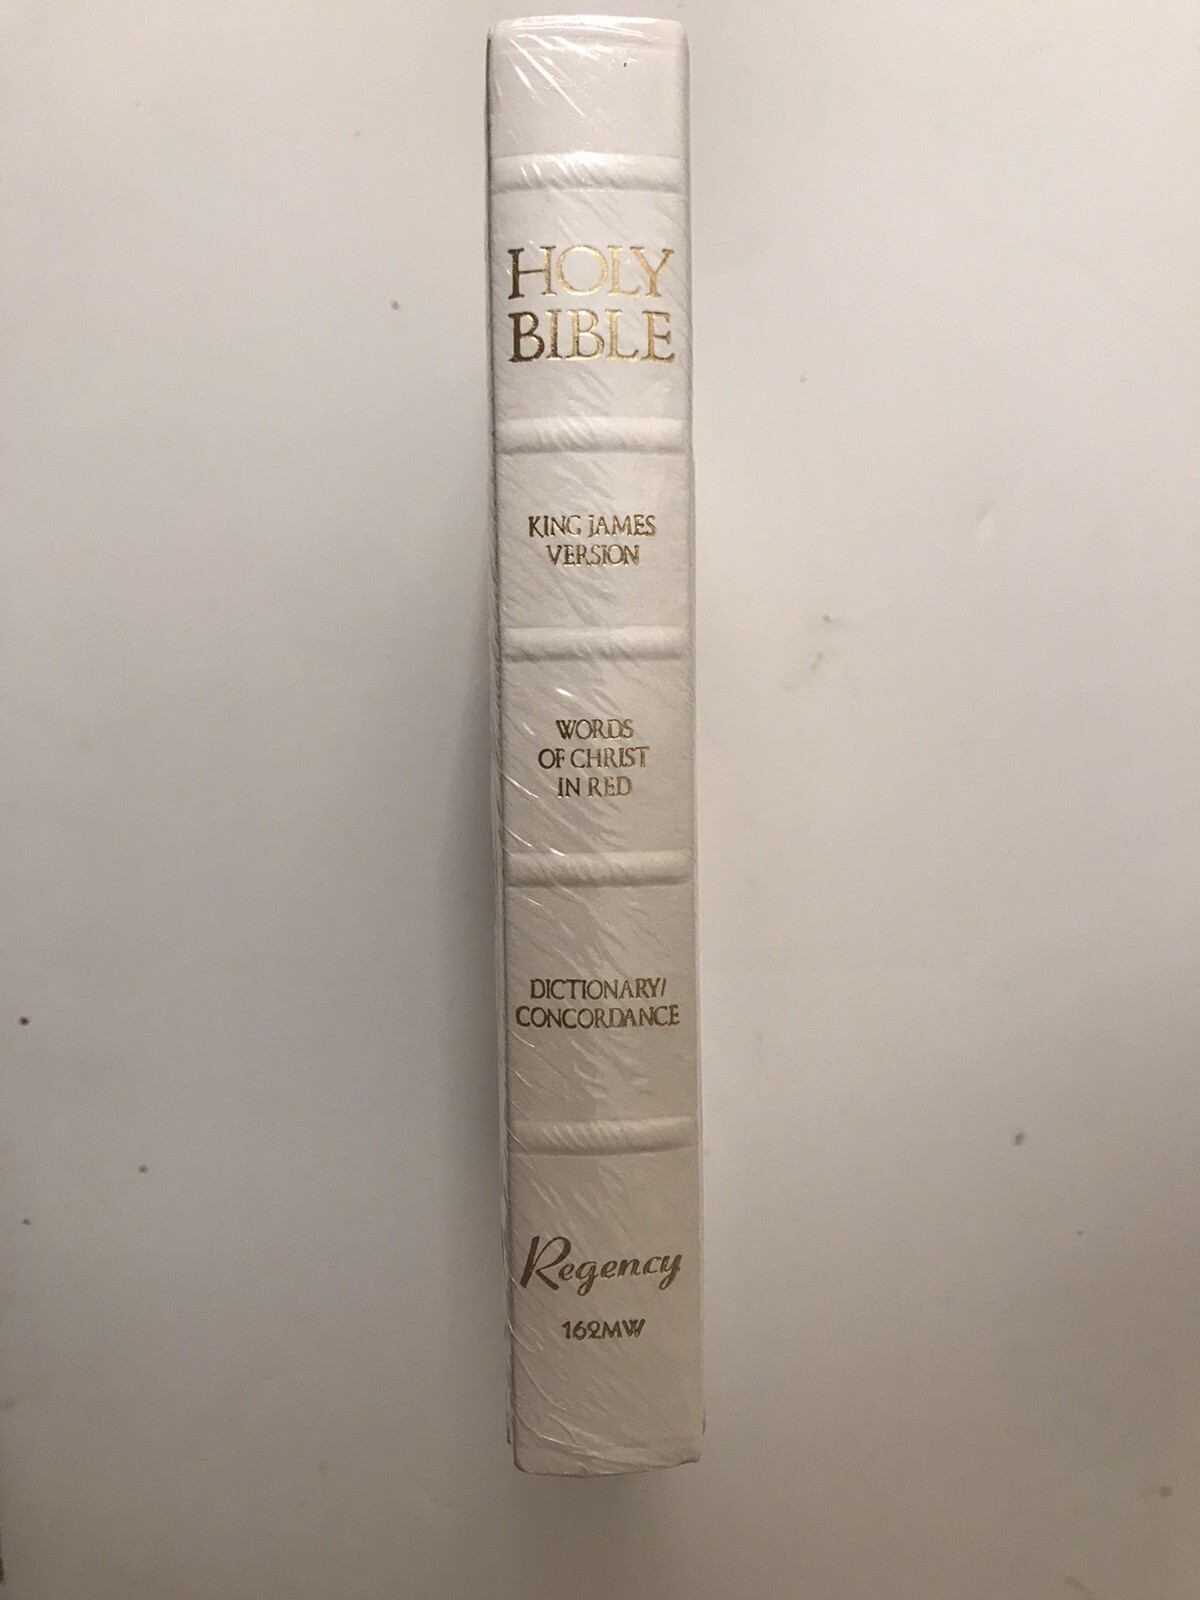 HOLY
BIBLE
KING JAMES
VERSION
WORDS
OF CHRIST
IN RED
DICTIONARY/
CONCORDANCE
Regency
162MW